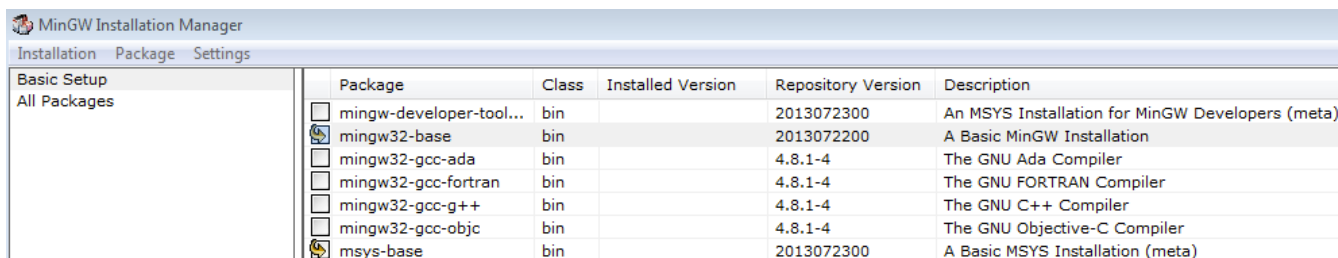 MinGW Installation Manager
Installation Package Settings
Basic Setup
All Packages
Package Class Installed Version Repository Version Description
mingw-developer-tool... bin 2013072300 An MSYS Installation for MinGW Developers (meta)
mingw32-base bin 2013072200 A Basic MinGW Installation
mingw32-gcc-ada bin 4.8.1-4 The GNU Ada Compiler
mingw32-gcc-fortran bin 4.8.1-4 The GNU FORTRAN Compiler
mingw32-gcc-g++ bin 4.8.1-4 The GNU C++ Compiler
mingw32-gcc-objc bin 4.8.1-4 The GNU Objective-C Compiler
msys-base bin 2013072300 A Basic MSYS Installation (meta)